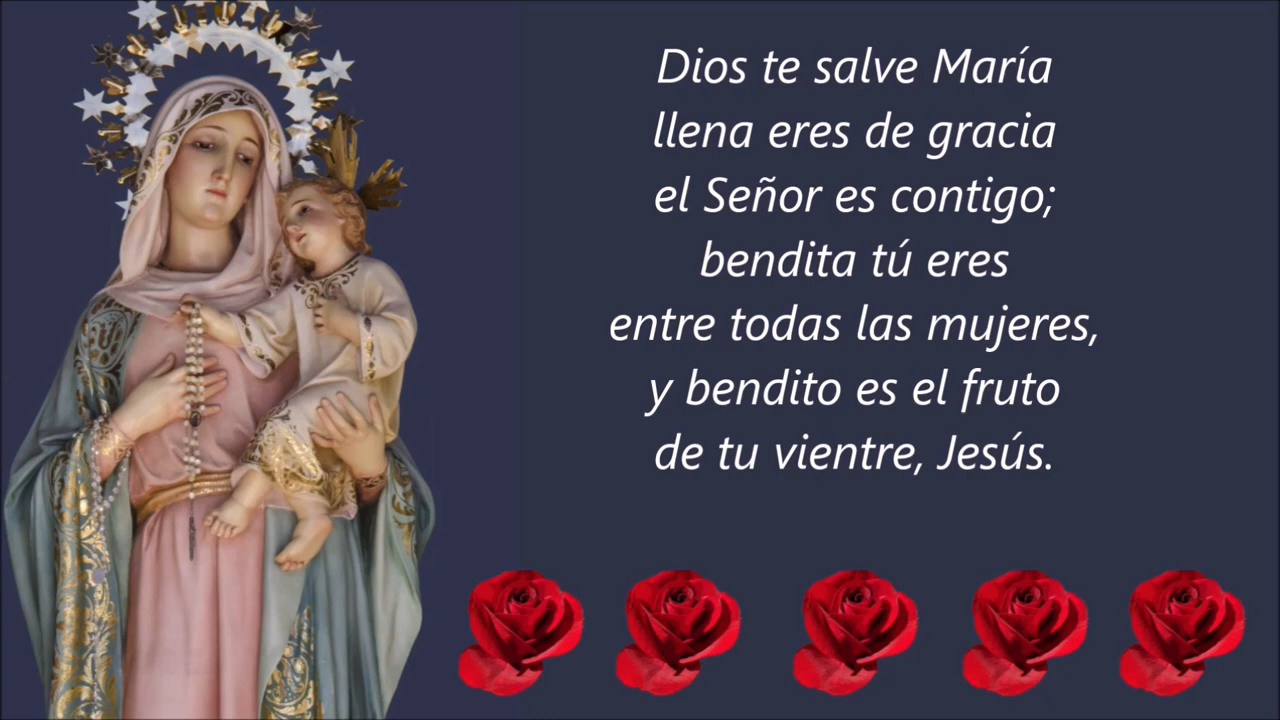 Dios te salve María
llena eres de gracia
el Señor es contigo;
bendita tú eres
entre todas las mujeres,
y bendito es el fruto
de tu vientre, Jesús.